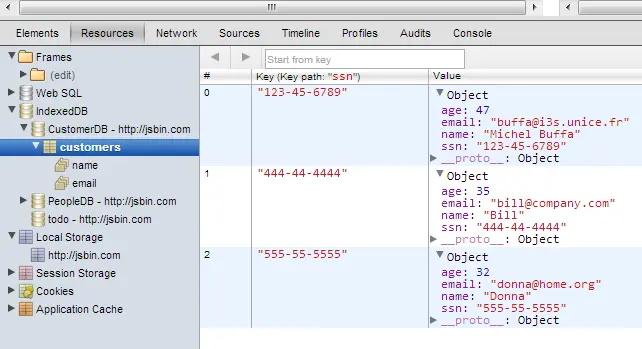 Elements Resources Network Sources Timeline Profiles Audits Console
Frames
(edit)
Web SQL
IndexedDB
CustomerDB - http://jsbin.com
customers
name
email
PeopleDB - http://jsbin.com
todo - http://jsbin.com
Local Storage
http://jsbin.com
Session Storage
Cookies
Application Cache
Start from key
# Key (Key path: "ssn") Value
0 "123-45-6789" Object
age: 47
email: "buffa@i3s.unice.fr"
name: "Michel Buffa"
ssn: "123-45-6789"
__proto__: Object
1 "444-44-4444" Object
age: 35
email: "bill@company.com"
name: "Bill"
ssn: "444-44-4444"
__proto__: Object
2 "555-55-5555" Object
age: 32
email: "donna@home.org"
name: "Donna"
ssn: "555-55-5555"
__proto__: Object